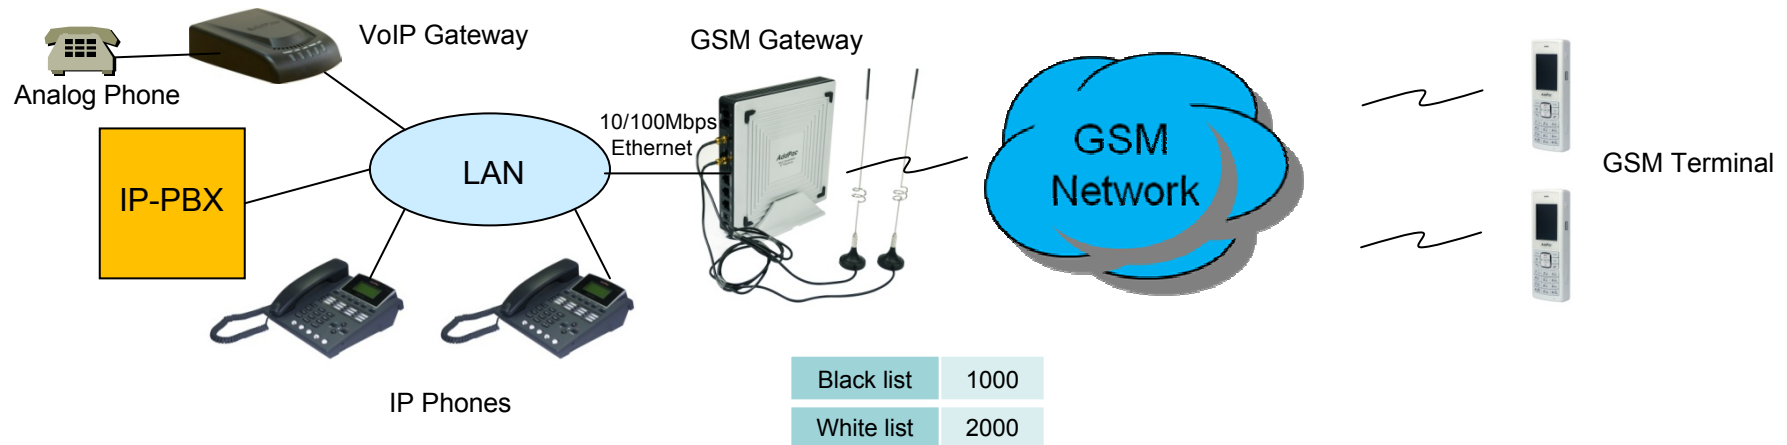 VoIP Gateway
GSM Gateway
Analog Phone
10/100Mbps
Ethernet
AddPac
GSM
Network
GSM Terminal
IP-PBX
LAN
IP Phones
Black list 1000
White list 2000